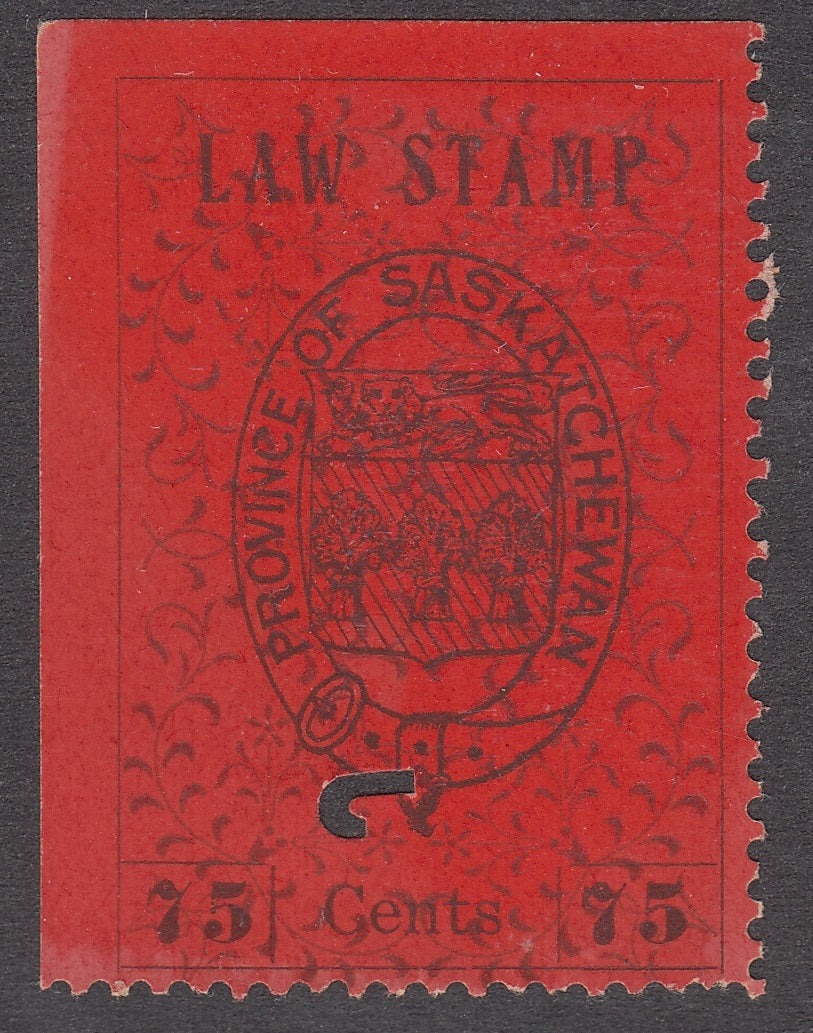 LAW STAMP
PROVINCE OF SASKATCHEWAN
75 Cents 75